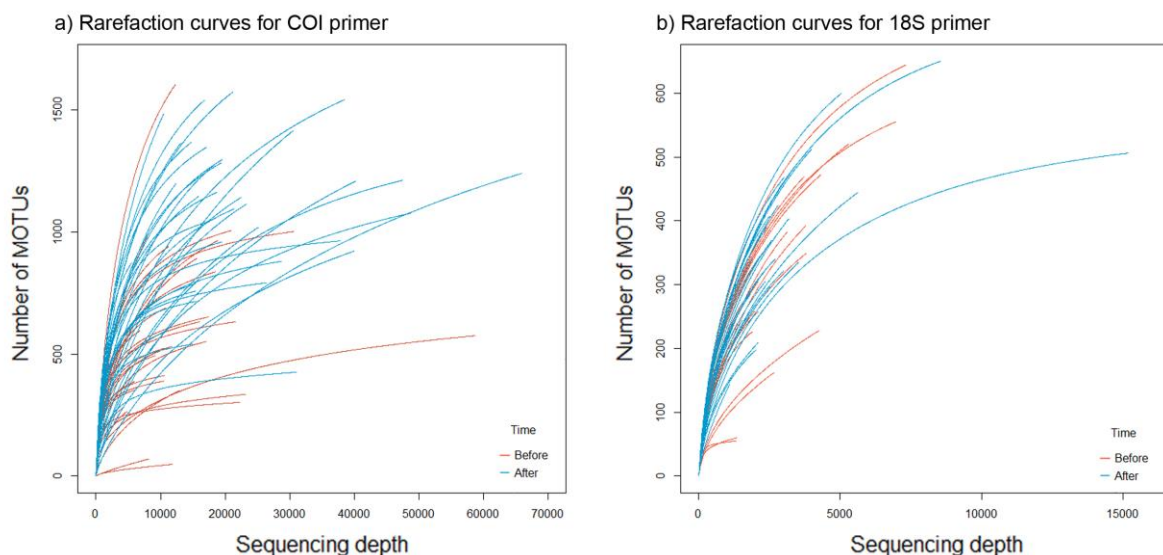 a) Rarefaction curves for COI primer
Number of MOTUs
1500
1000
500
0
0 10000 20000 30000 40000 50000 60000 70000
Sequencing depth
Time
Before
After
b) Rarefaction curves for 18S primer
Number of MOTUs
600
500
400
300
200
100
0
0 5000 10000 15000
Sequencing depth
Time
Before
After